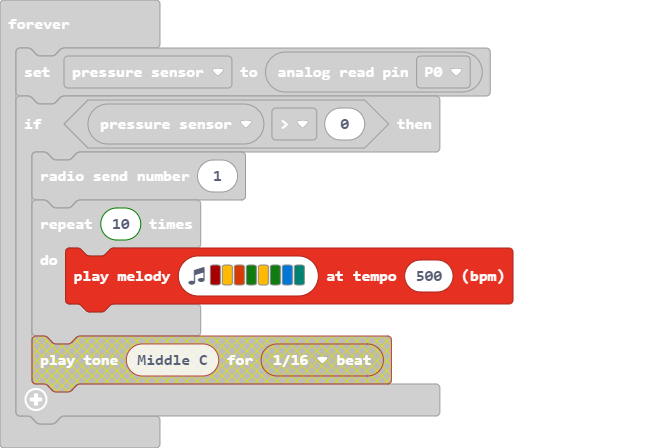 forever
set pressure sensor to analog read pin P0
if pressure sensor > 0 then
radio send number 1
repeat 10 times
do
play melody at tempo 500 (bpm)
play tone Middle C for 1/16 beat